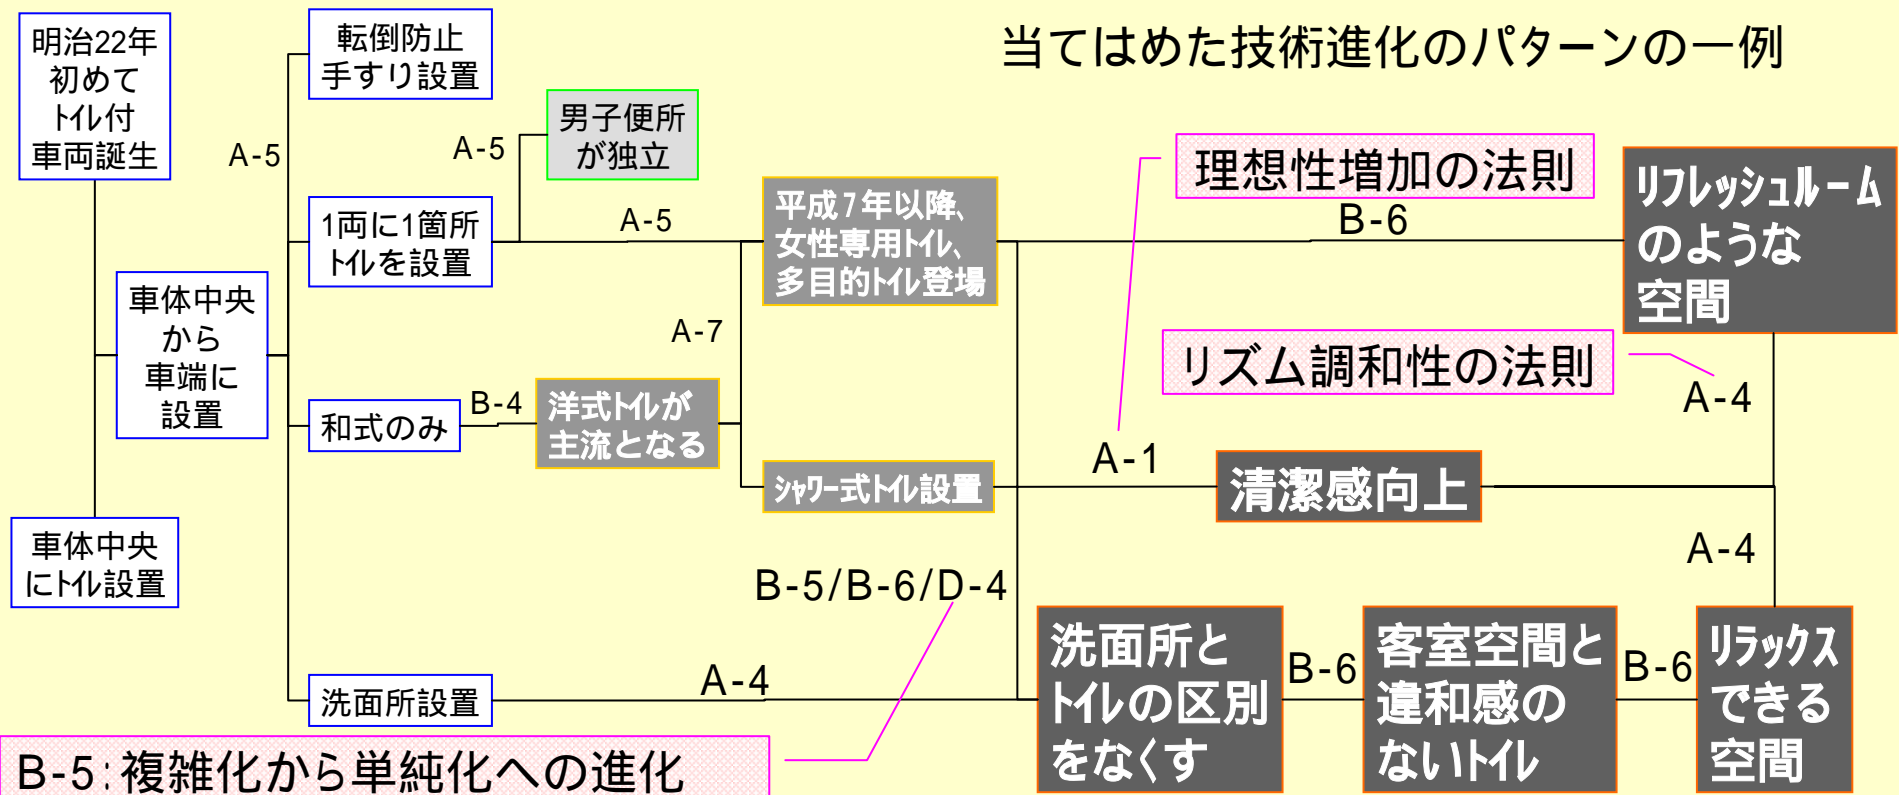 当てはめた技術進化のパターンの一例
明治22年
初めて
トイレ付
車両誕生
車体中央
にトイレ設置
車体中央
から
車端に
設置
A-5
転倒防止
手すり設置
1両に1箇所
トイレを設置
A-5
男子便所
が独立
A-5
和式のみ
B-4
洋式トイレが
主流となる
A-7
平成7年以降、
女性専用トイレ、
多目的トイレ登場
シャワー式トイレ設置
洗面所設置
A-4
B-5/B-6/D-4
B-5:複雑化から単純化への進化
理想性増加の法則
B-6
リズム調和性の法則
A-1
清潔感向上
A-4
リフレッシュルーム
のような
空間
A-4
洗面所と
トイレの区別
をなくす
B-6
客室空間と
違和感の
ないトイレ
B-6
リラックス
できる
空間